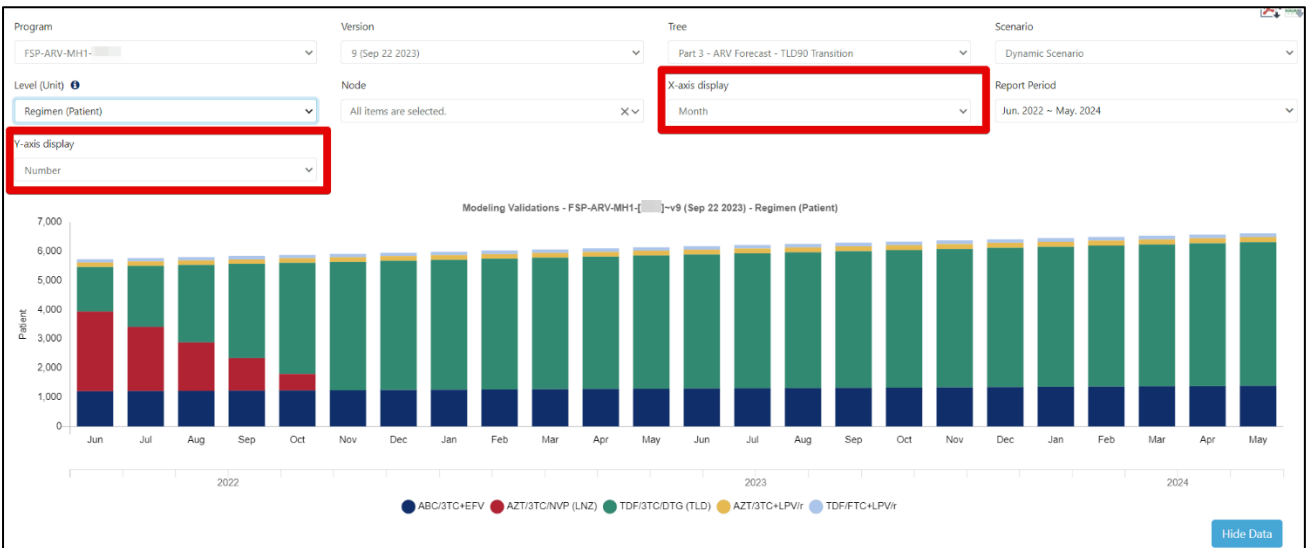 Program Version Tree Scenario
FSP-ARV-MH1- 9 (Sep 22 2023) Part 3 - ARV Forecast - TLD90 Transition Dynamic Scenario
Level (Unit) Node X-axis display Report Period
Regimen (Patient) All items are selected. Month Jun. 2022 ~ May. 2024
Y-axis display
Number
Modeling Validations - FSP-ARV-MH1-[ ]~v9 (Sep 22 2023) - Regimen (Patient)
7,000
6,000
5,000
4,000
3,000
2,000
1,000
0
Patient
Jun Jul Aug Sep Oct Nov Dec Jan Feb Mar Apr May Jun Jul Aug Sep Oct Nov Dec Jan Feb Mar Apr May
2022 2023 2024
ABC/3TC+EFV AZT/3TC/NVP (LNZ) TDF/3TC/DTG (TLD) AZT/3TC+LPV/r TDF/FTC+LPV/r
Hide Data